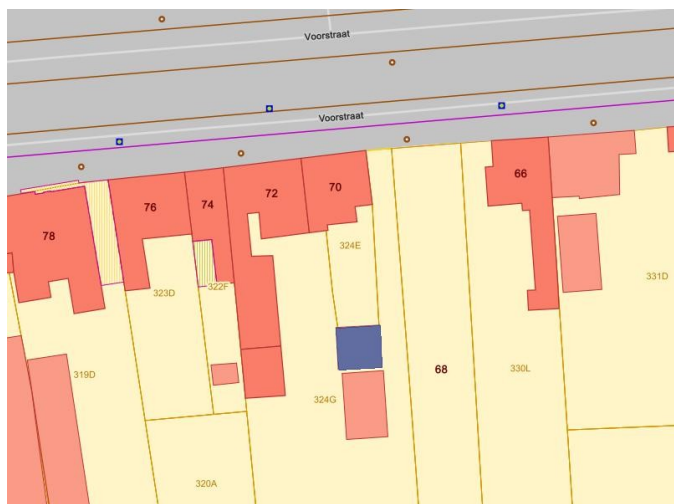 Voorstraat
Voorstraat
76
74
72
70
66
78
324E
331D
323D
322F
319D
68
330L
324G
320A